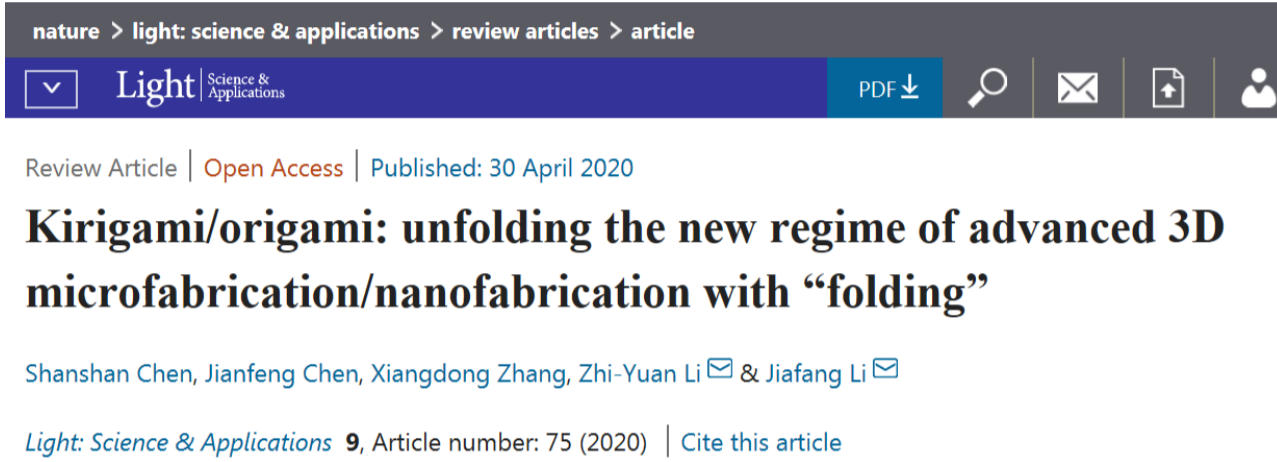 nature > light: science & applications > review articles > article
Light | Science & Applications
PDF
Review Article | Open Access | Published: 30 April 2020
Kirigami/origami: unfolding the new regime of advanced 3D
microfabrication/nanofabrication with “folding”
Shanshan Chen, Jianfeng Chen, Xiangdong Zhang, Zhi-Yuan Li & Jiafang Li
Light: Science & Applications 9, Article number: 75 (2020) | Cite this article